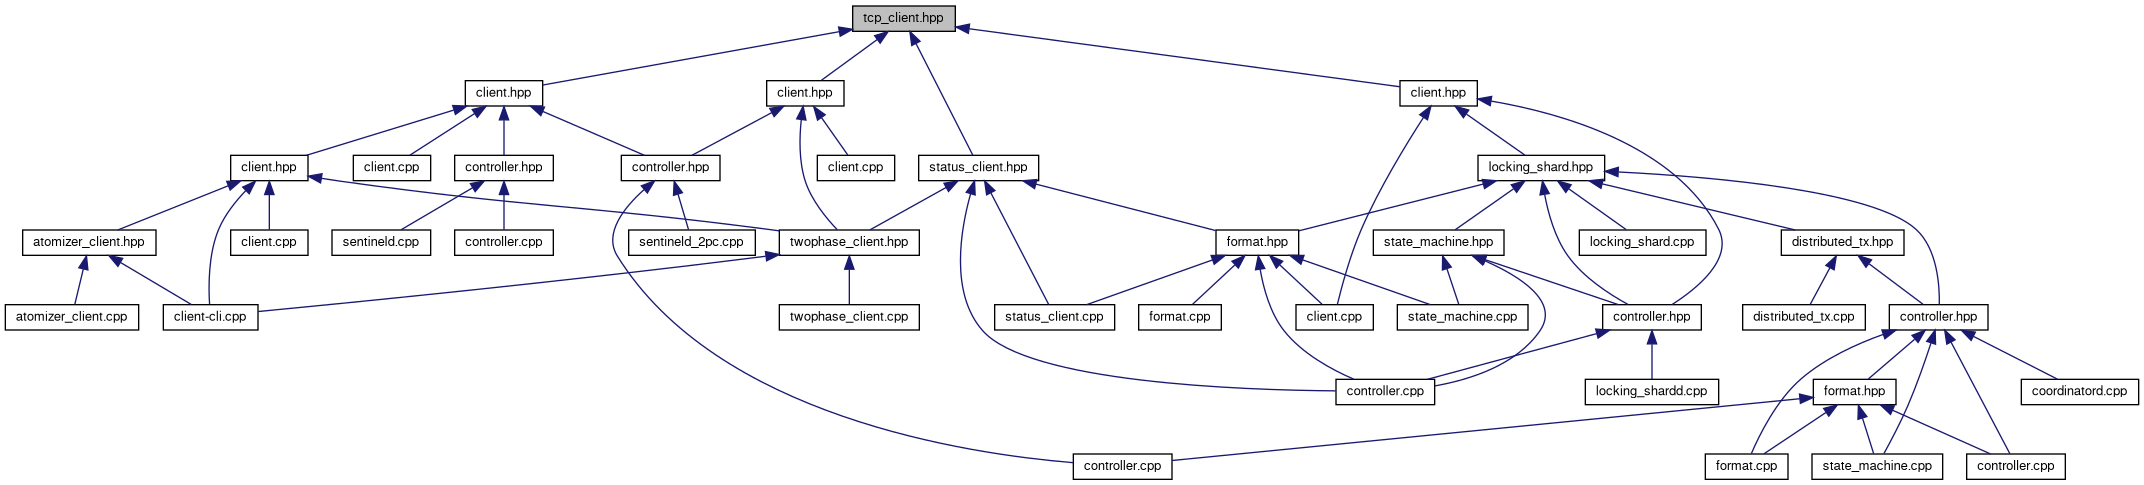 tcp_client.hpp
client.hpp
client.hpp
client.hpp
client.hpp
client.cpp
controller.hpp
controller.hpp
client.cpp
status_client.hpp
locking_shard.hpp
atomizer_client.hpp
client.cpp
sentineld.cpp
controller.cpp
sentineld_2pc.cpp
twophase_client.hpp
format.hpp
state_machine.hpp
locking_shard.cpp
distributed_tx.hpp
atomizer_client.cpp
client-cli.cpp
twophase_client.cpp
status_client.cpp
format.cpp
client.cpp
state_machine.cpp
controller.hpp
distributed_tx.cpp
controller.hpp
controller.cpp
locking_shardd.cpp
format.hpp
coordinatord.cpp
controller.cpp
format.cpp
state_machine.cpp
controller.cpp